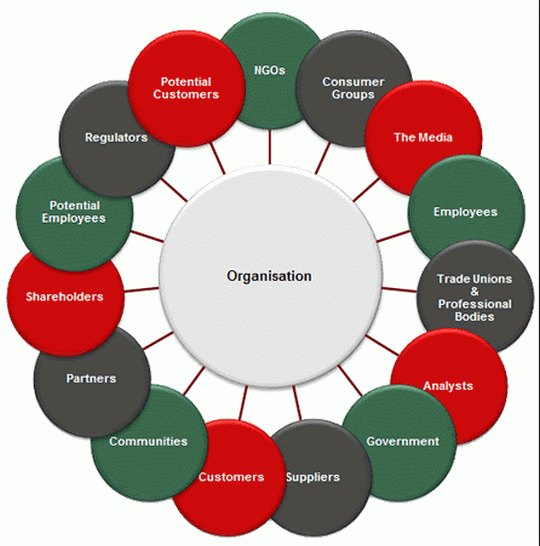 NGOs
Consumer
Groups
The Media
Employees
Trade Unions
&
Professional
Bodies
Analysts
Government
Suppliers
Customers
Communities
Partners
Shareholders
Potential
Employees
Regulators
Potential
Customers
Organisation